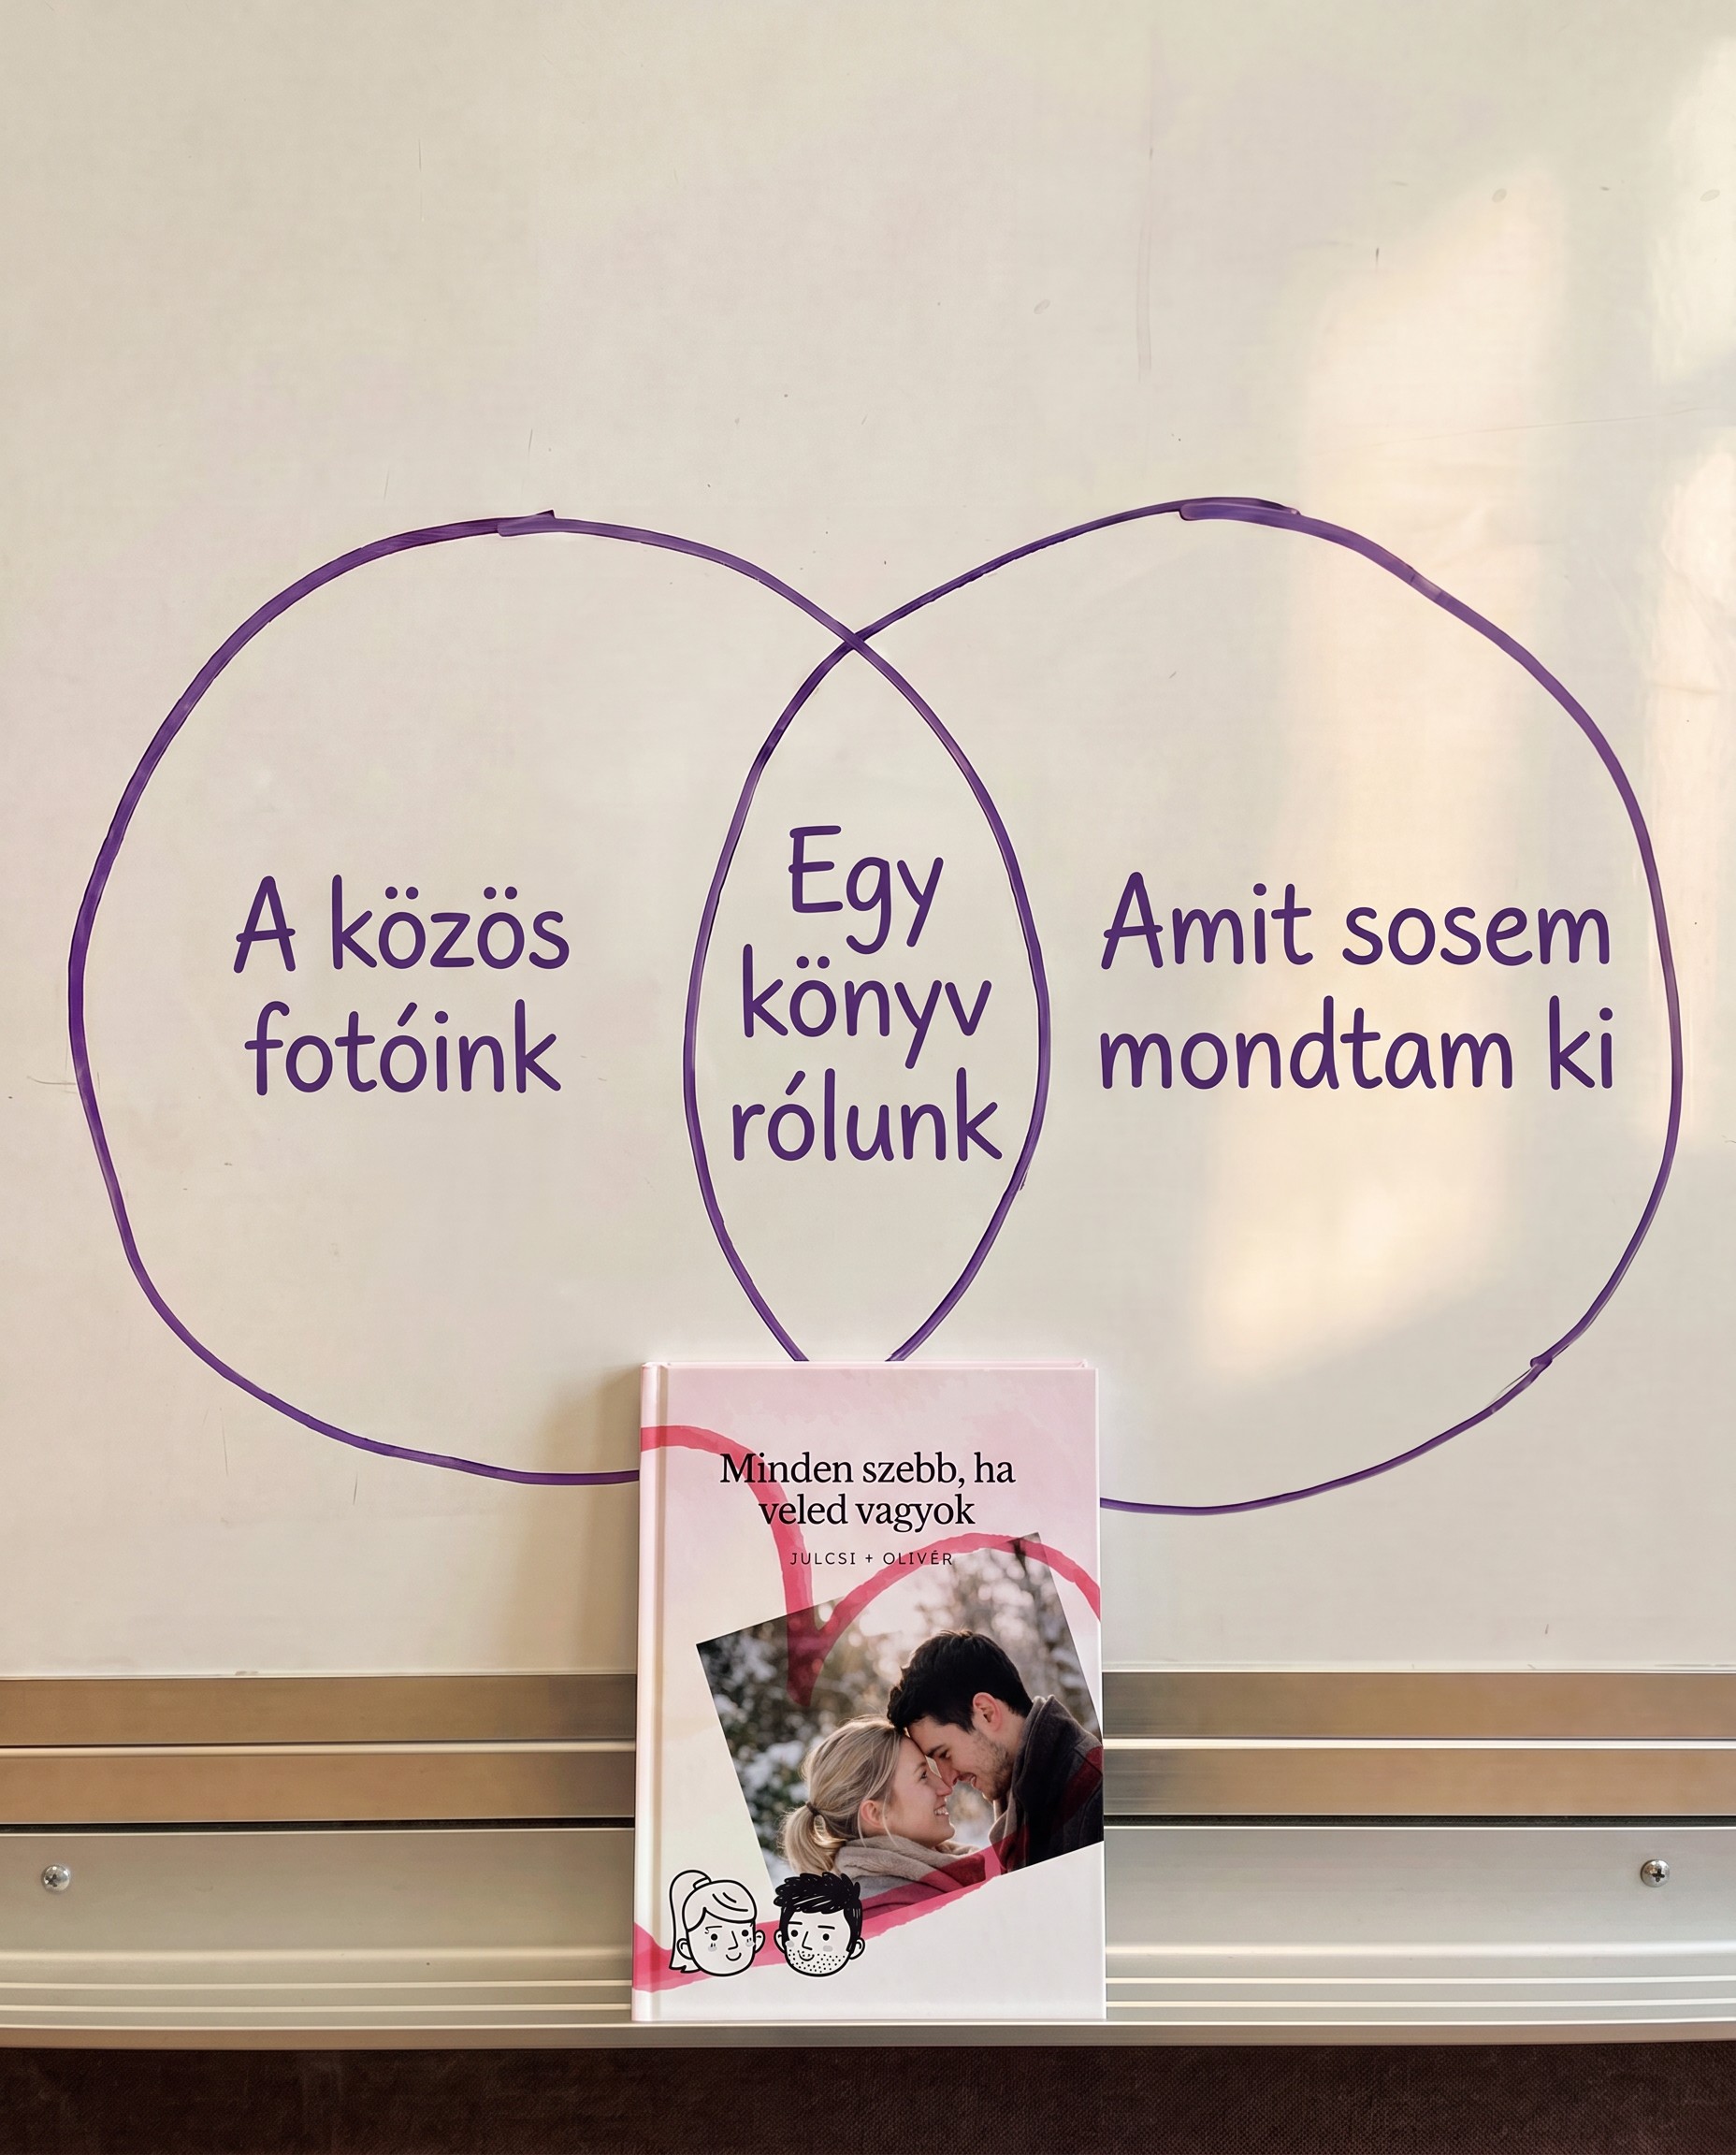 A közös
fotóink
Egy
könyv
rólunk
Amit sosem
mondtam ki
Minden szebb, ha
veled vagyok
JULCSI + OLIVÉR